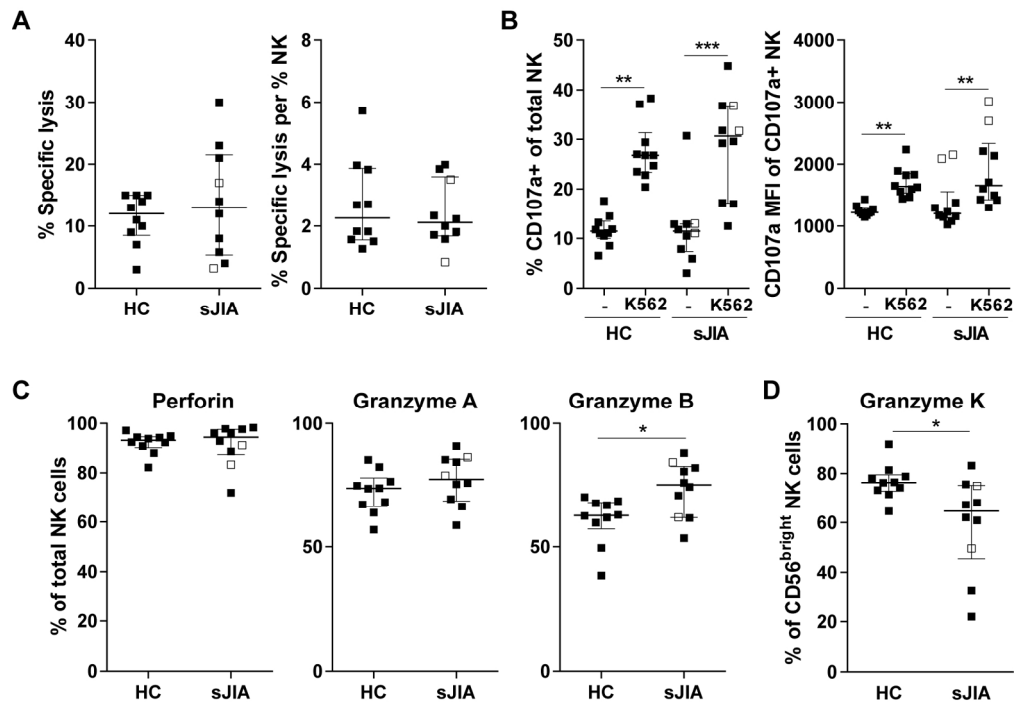 A
% Specific lysis
40
30
20
10
0
HC sJIA
% Specific lysis per % NK
8
6
4
2
0
HC sJIA
B
% CD107a+ of total NK
50
40
30
20
10
0
** ***
- K562 - K562
HC sJIA
CD107a MFI of CD107a+ NK
4000
3000
2000
1000
0
** **
- K562 - K562
HC sJIA
C
Perforin
% of total NK cells
100
80
60
40
20
0
HC sJIA
Granzyme A
100
50
0
HC sJIA
Granzyme B
100
50
0
*
HC sJIA
D
Granzyme K
% of CD56bright NK cells
100
80
60
40
20
0
*
HC sJIA